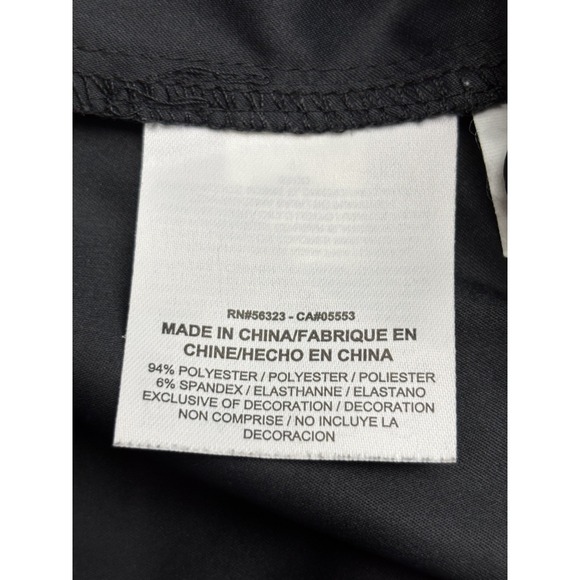 RN#56323 - CA#05553
MADE IN CHINA/FABRIQUE EN
CHINE/HECHO EN CHINA
94% POLYESTER / POLYESTER / POLIESTER
6% SPANDEX / ELASTHANNE / ELASTANO
EXCLUSIVE OF DECORATION / DECORATION
NON COMPRISE / NO INCLUYE LA
DECORACION